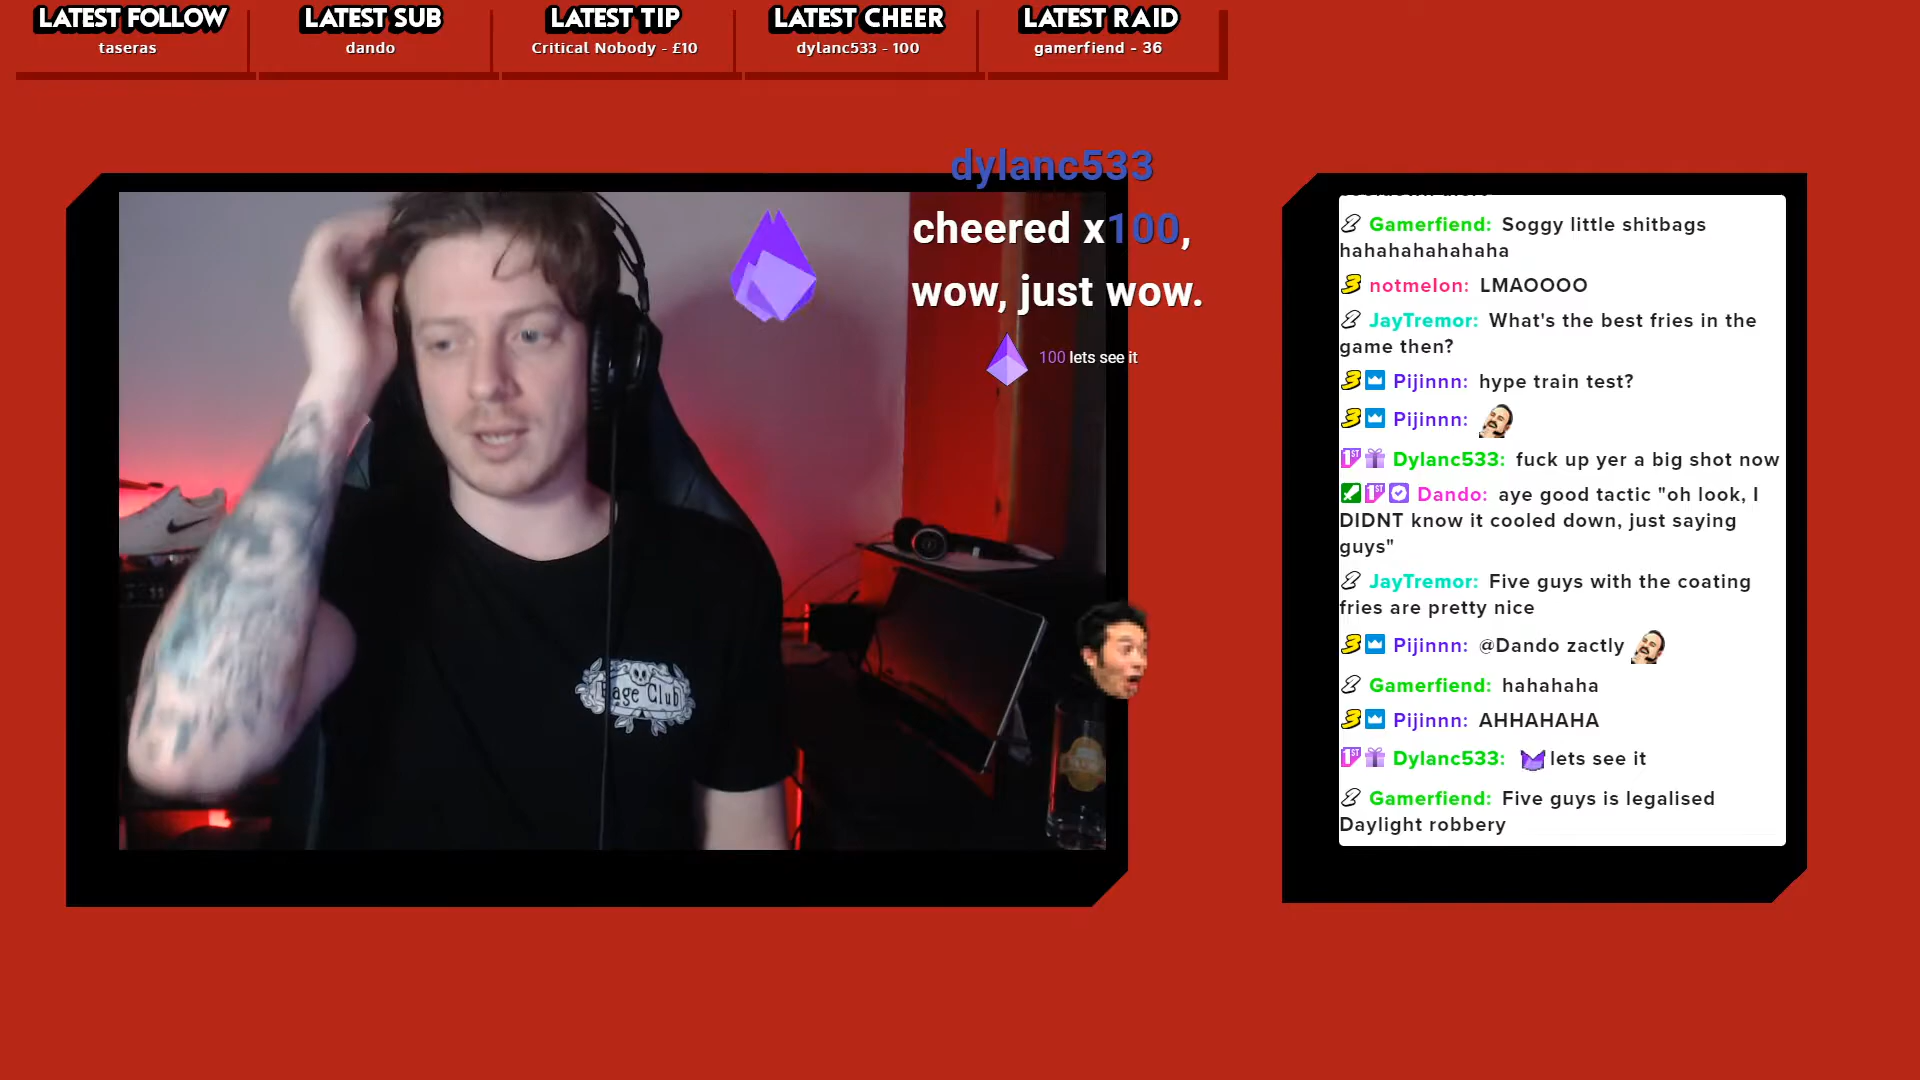 LATEST FOLLOW
taseras
LATEST SUB
dando
LATEST TIP
Critical Nobody - £10
LATEST CHEER
dylanc533 - 100
LATEST RAID
gamerfiend - 36
dylanc533
cheered x100,
wow, just wow.
100 lets see it
Rage Club
Gamerfiend: Soggy little shitbags
hahahahahahaha
notmelon: LMAOOOO
JayTremor: What's the best fries in the
game then?
Pijinnn: hype train test?
Pijinnn:
1ST Dylanc533: fuck up yer a big shot now
1ST Dando: aye good tactic "oh look, I
DIDNT know it cooled down, just saying
guys"
JayTremor: Five guys with the coating
fries are pretty nice
Pijinnn: @Dando zactly
Gamerfiend: hahahaha
Pijinnn: AHHAHAHA
1ST Dylanc533: lets see it
Gamerfiend: Five guys is legalised
Daylight robbery